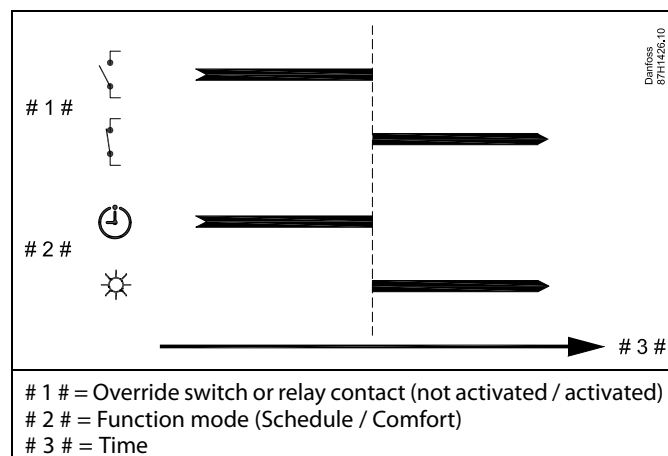 Danfoss
87H1426.10
# 1 #
# 2 #
# 3 #
# 1 # = Override switch or relay contact (not activated / activated)
# 2 # = Function mode (Schedule / Comfort)
# 3 # = Time